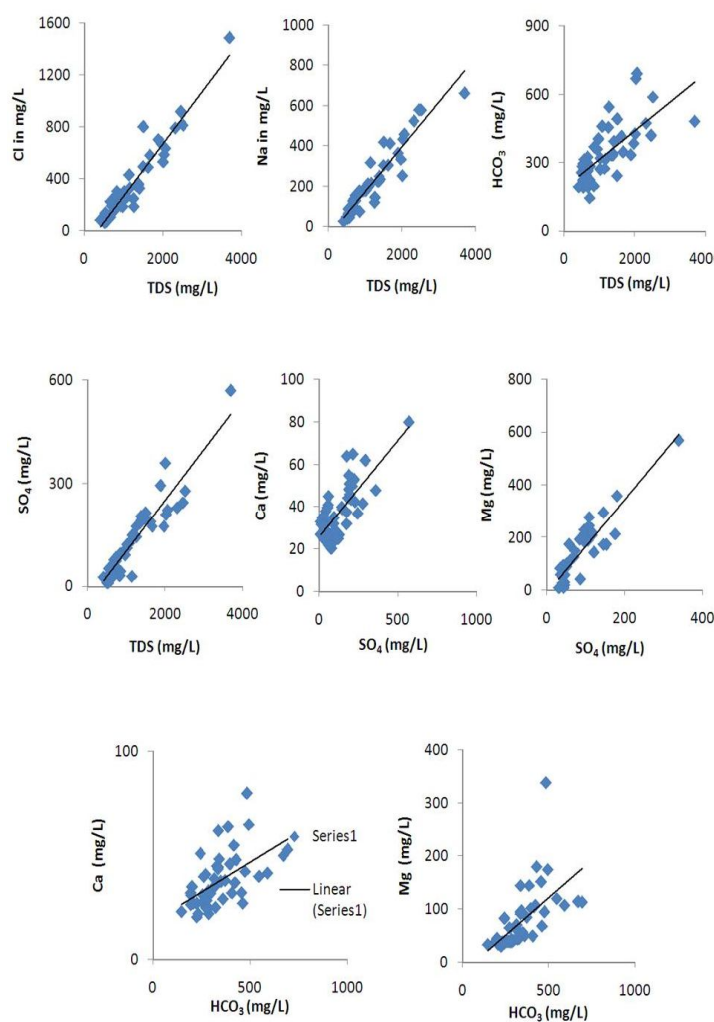 Cl in mg/L
1600
1200
800
400
0
0 2000 4000
TDS (mg/L)
Na in mg/L
1000
800
600
400
200
0
0 2000 4000
TDS (mg/L)
HCO3 (mg/L)
900
600
300
0
0 2000 4000
TDS (mg/L)
SO4 (mg/L)
600
300
0
0 2000 4000
TDS (mg/L)
Ca (mg/L)
100
80
60
40
20
0
0 500 1000
SO4 (mg/L)
Mg (mg/L)
800
600
400
200
0
0 200 400
SO4 (mg/L)
Ca (mg/L)
100
0
0 500 1000
HCO3 (mg/L)
Series1
Linear
(Series1)
Mg (mg/L)
400
300
200
100
0
0 500 1000
HCO3 (mg/L)